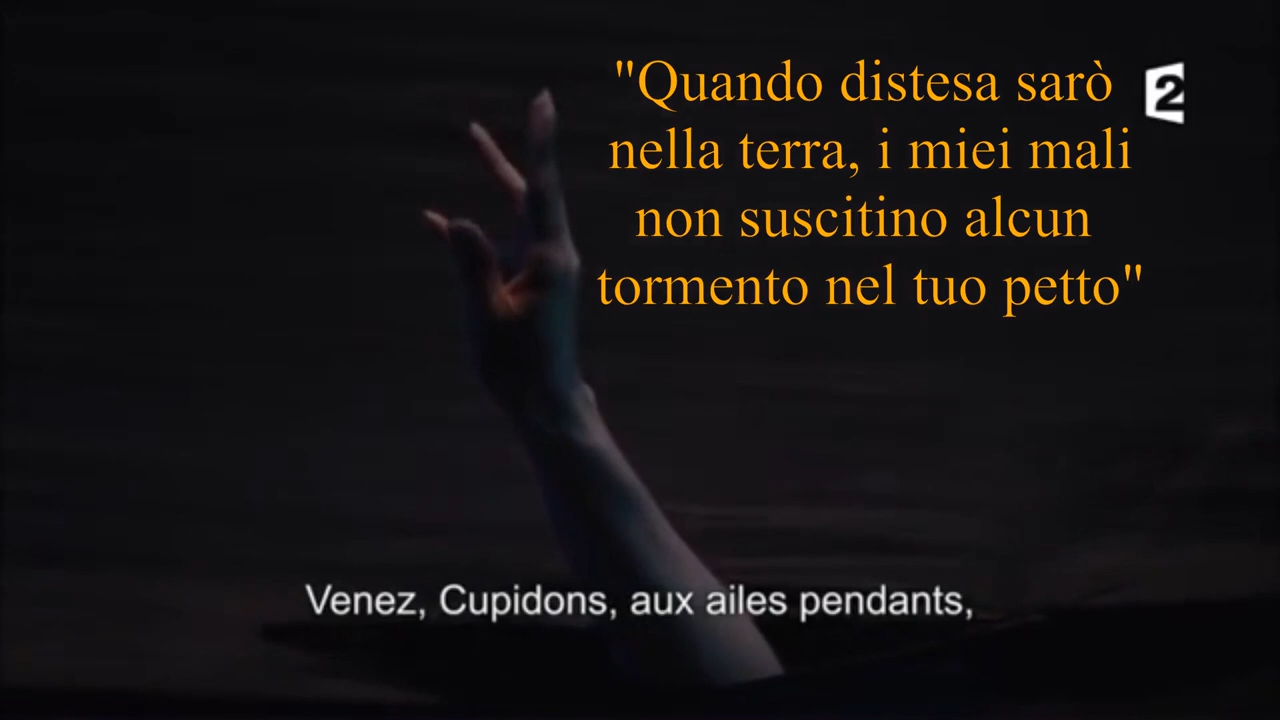 "Quando distesa sarò
nella terra, i miei mali
non suscitino alcun
tormento nel tuo petto"
2
Venez, Cupidons, aux ailes pendants,